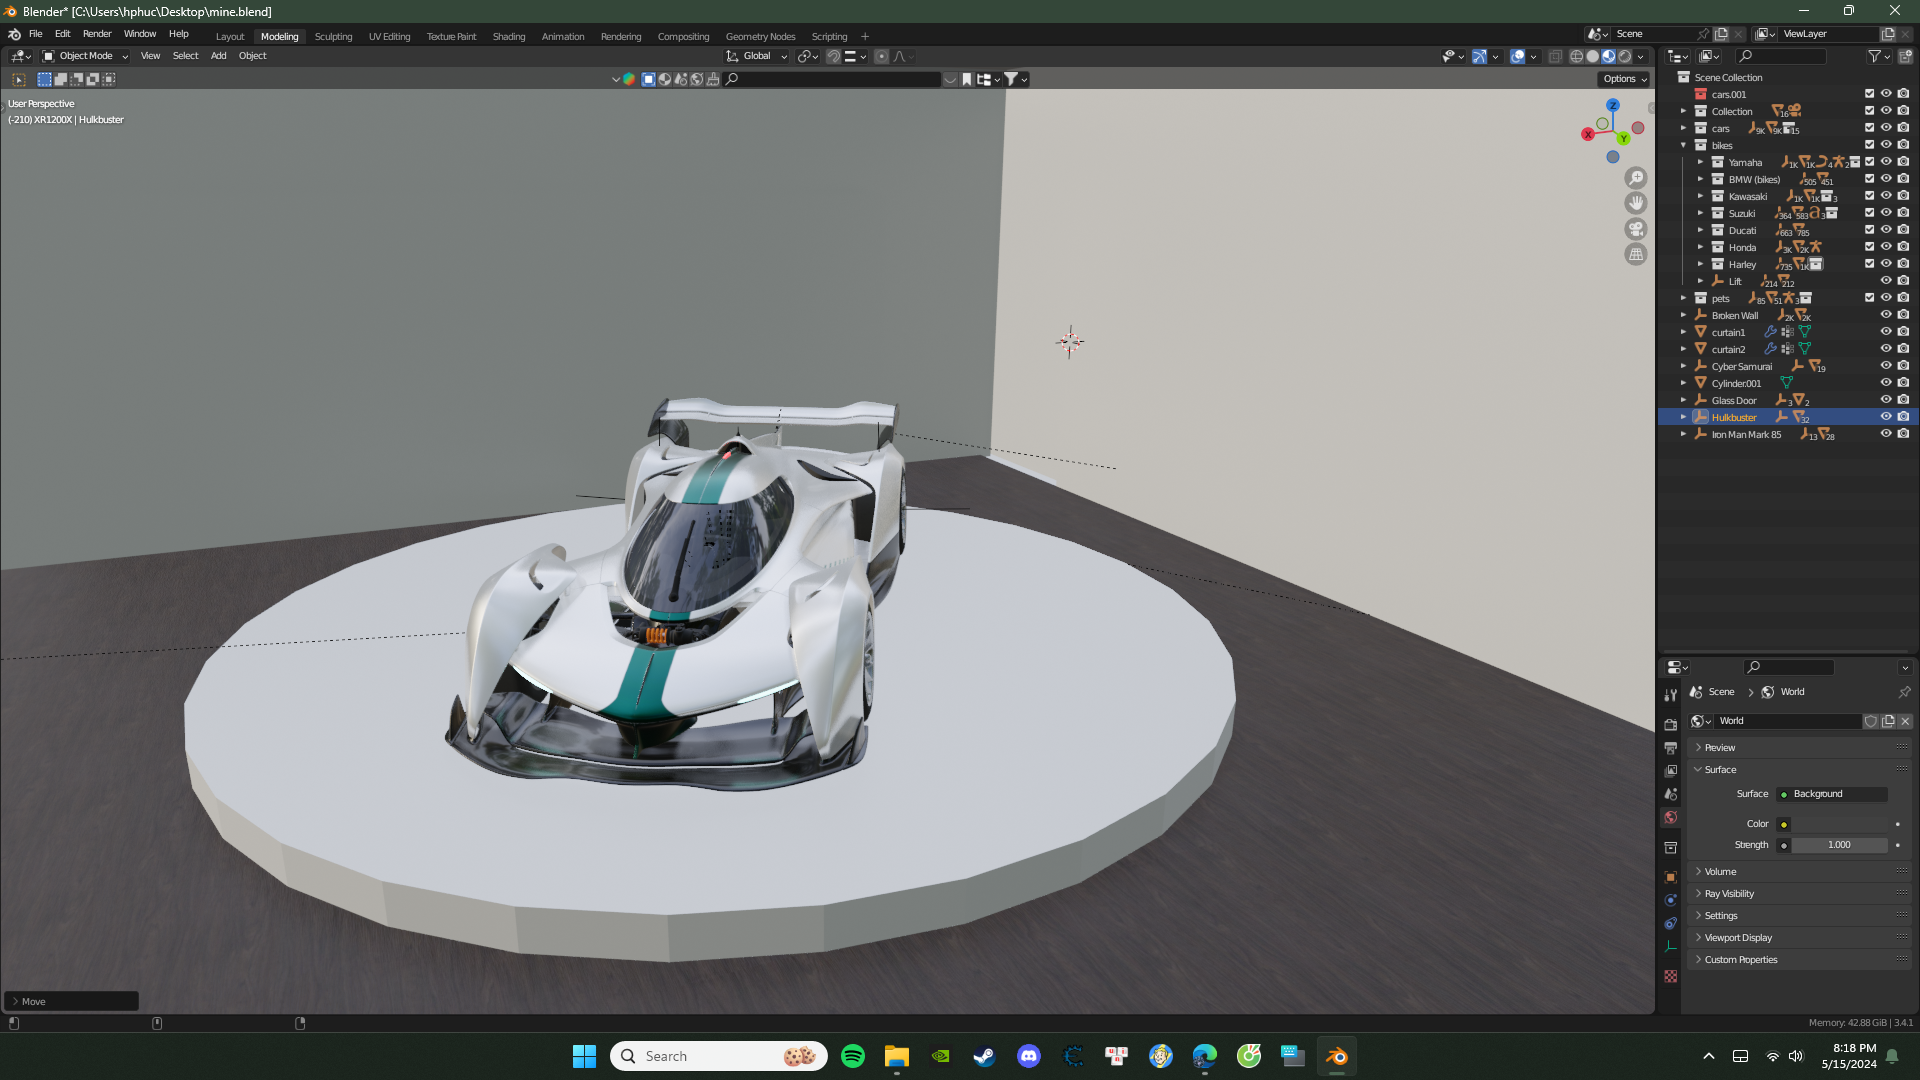 Blender* [C:\Users\hphuc\Desktop\mine.blend]
File Edit Render Window Help
Layout Modeling Sculpting UV Editing Texture Paint Shading Animation Rendering Compositing Geometry Nodes Scripting +
Scene
ViewLayer
Object Mode View Select Add Object
Global
Options
User Perspective
(-210) XR1200X | Hulkbuster
Z
X
Y
Scene Collection
cars.001
Collection 16
cars 9K 9K 15
bikes
Yamaha 1K 1K 4 2
BMW (bikes) 505 451
Kawasaki 1K 1K 3
Suzuki 364 583 3
Ducati 663 785
Honda 3K 2K
Harley 735 1K
Lift 214 212
pets 85 51 3
Broken Wall 2K 2K
curtain1
curtain2
Cyber Samurai 19
Cylinder.001
Glass Door 3 2
Hulkbuster 32
Iron Man Mark 85 13 28
Scene > World
World
Preview
Surface
Surface Background
Color
Strength 1.000
Volume
Ray Visibility
Settings
Viewport Display
Custom Properties
> Move
Memory: 42.88 GiB | 3.4.1
Search
8:18 PM
5/15/2024